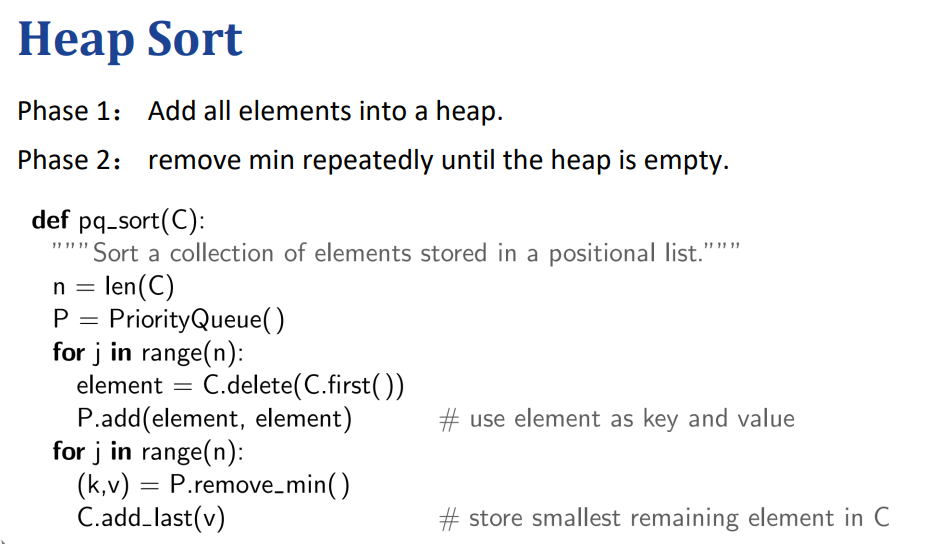 Heap Sort
Phase 1： Add all elements into a heap.
Phase 2： remove min repeatedly until the heap is empty.
def pq_sort(C):
"""Sort a collection of elements stored in a positional list."""
n = len(C)
P = PriorityQueue()
for j in range(n):
element = C.delete(C.first())
P.add(element, element) # use element as key and value
for j in range(n):
(k,v) = P.remove_min()
C.add_last(v) # store smallest remaining element in C